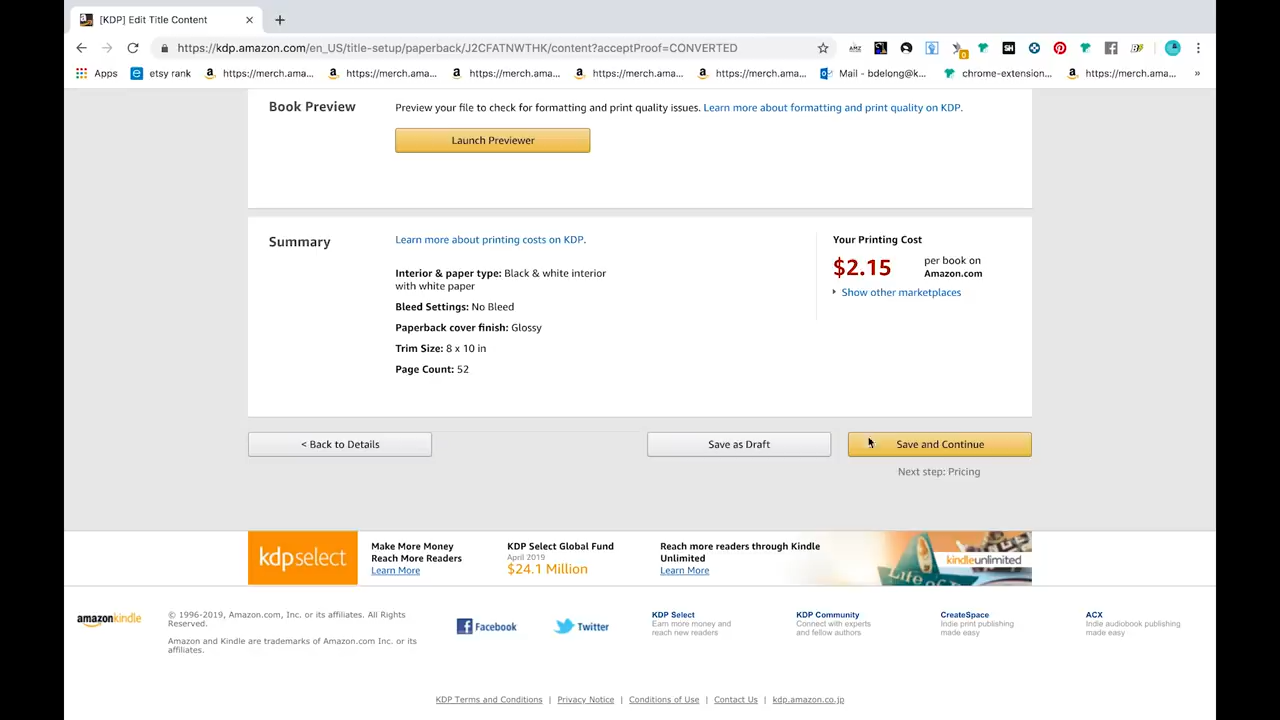 [KDP] Edit Title Content
https://kdp.amazon.com/en_US/title-setup/paperback/J2CFATNWTHK/content?acceptProof=CONVERTED
Apps
etsy rank
https://merch.ama...
https://merch.ama...
https://merch.ama...
https://merch.ama...
https://merch.ama...
Mail - bdelong@k...
chrome-extension...
https://merch.ama...
»
Book Preview
Preview your file to check for formatting and print quality issues. Learn more about formatting and print quality on KDP.
Launch Previewer
Summary
Learn more about printing costs on KDP.
Interior & paper type: Black & white interior
with white paper
Bleed Settings: No Bleed
Paperback cover finish: Glossy
Trim Size: 8 x 10 in
Page Count: 52
Your Printing Cost
$2.15
per book on
Amazon.com
Show other marketplaces
< Back to Details
Save as Draft
Save and Continue
Next step: Pricing
kdpselect
Make More Money
Reach More Readers
Learn More
KDP Select Global Fund
April 2019
$24.1 Million
Reach more readers through Kindle
Unlimited
Learn More
kindleunlimited
amazonkindle
© 1996-2019, Amazon.com, Inc. or its affiliates. All Rights
Reserved.
Amazon and Kindle are trademarks of Amazon.com Inc. or its
affiliates.
Facebook
Twitter
KDP Select
Earn more money and
reach new readers
KDP Community
Connect with experts
and fellow authors
CreateSpace
Indie print publishing
made easy
ACX
Indie audiobook publishing
made easy
KDP Terms and Conditions | Privacy Notice | Conditions of Use | Contact Us | kdp.amazon.co.jp